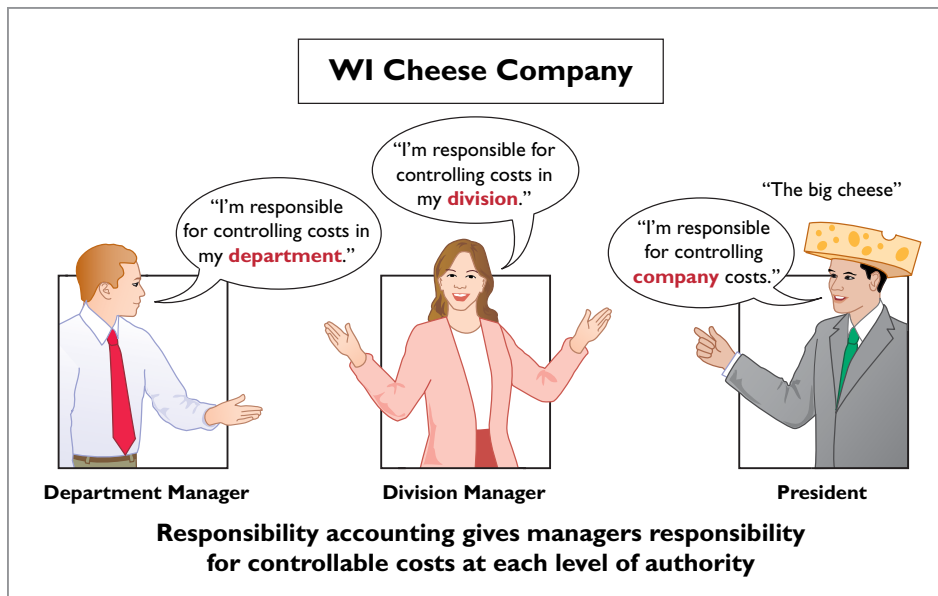 WI Cheese Company
“I’m responsible
for controlling costs in
my department.”
“I’m responsible for
controlling costs in
my division.”
“The big cheese”
“I’m responsible
for controlling
company costs.”
Department Manager
Division Manager
President
Responsibility accounting gives managers responsibility
for controllable costs at each level of authority